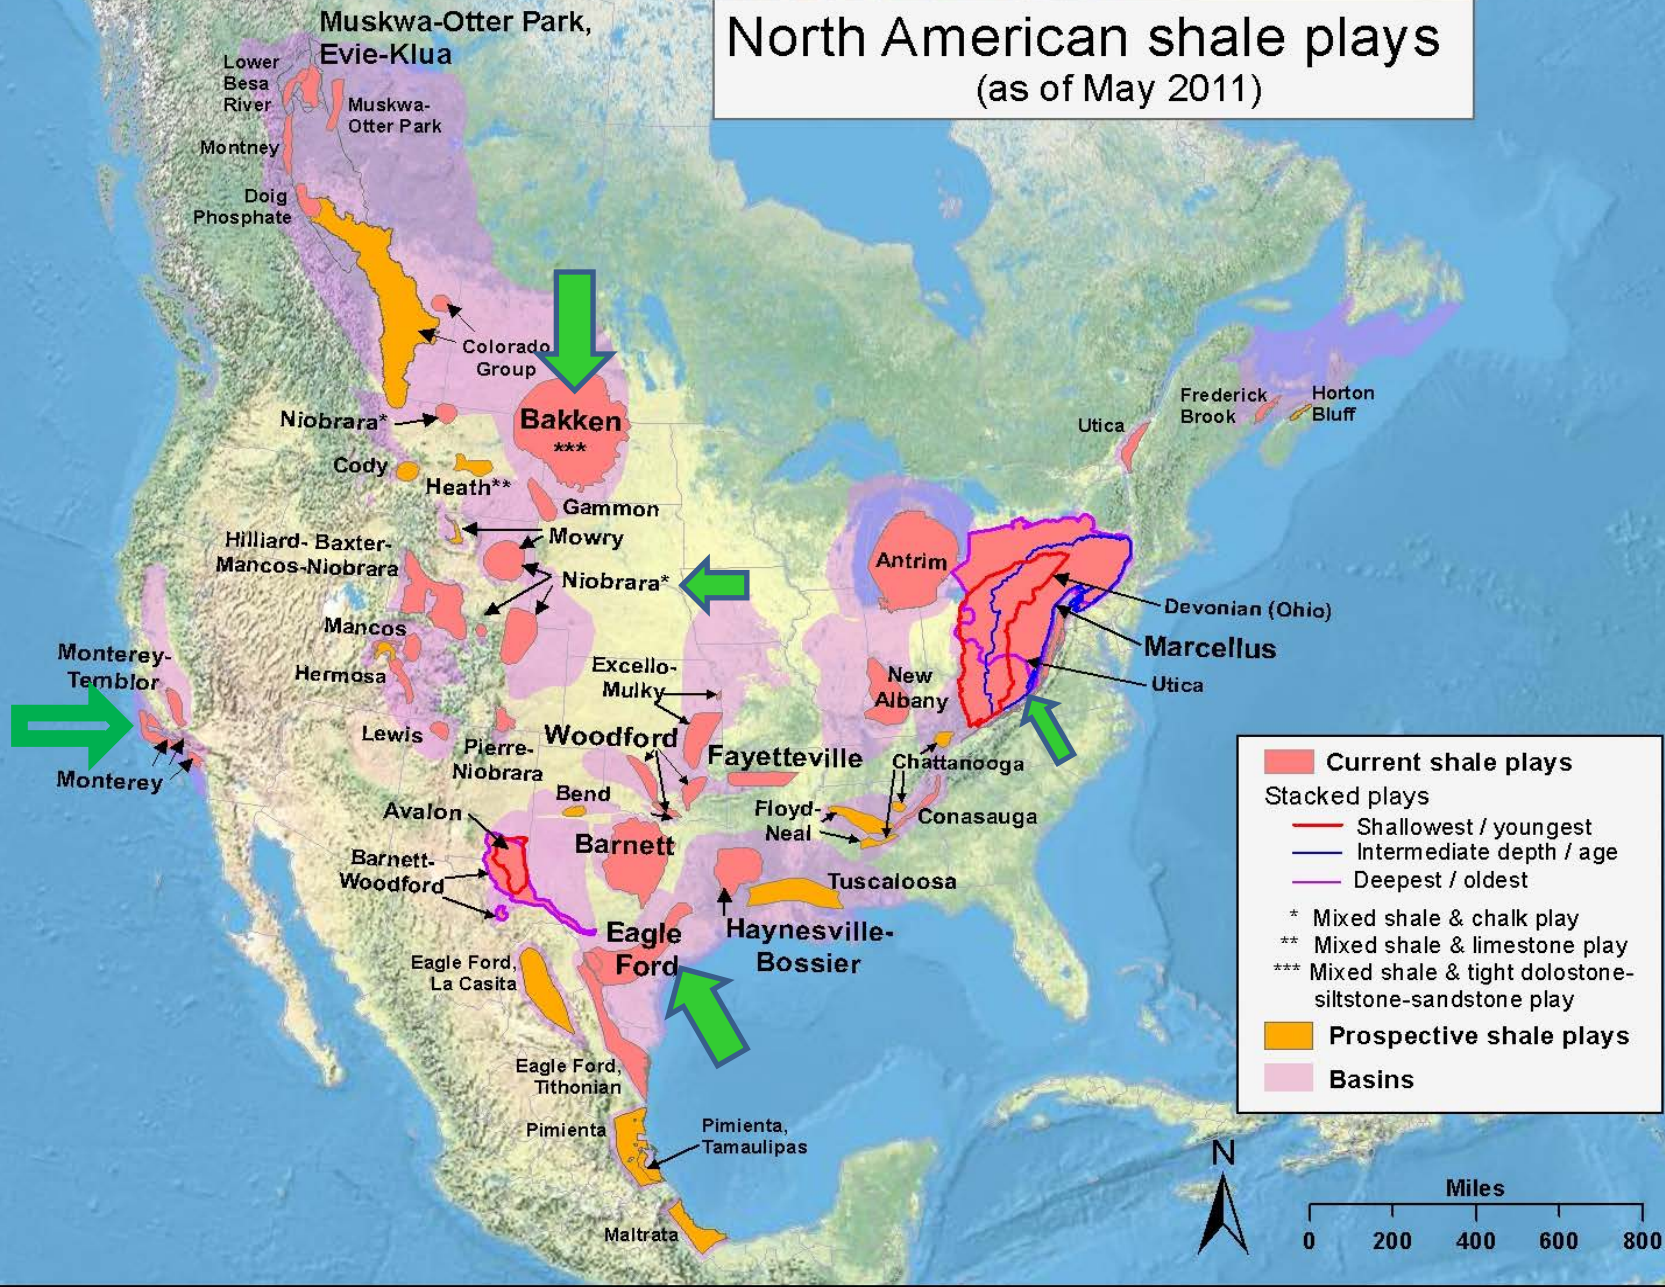 North American shale plays
(as of May 2011)
Muskwa-Otter Park,
Evie-Klua
Lower
Besa
River
Muskwa-
Otter Park
Montney
Doig
Phosphate
Colorado
Group
Bakken
***
Niobrara*
Cody
Heath**
Gammon
Mowry
Hilliard- Baxter-
Mancos-Niobrara
Niobrara*
Mancos
Hermosa
Monterey-
Temblor
Monterey
Lewis
Pierre-
Niobrara
Excello-
Mulky
Woodford
Fayetteville
Bend
Avalon
Barnett-
Woodford
Barnett
Antrim
New
Albany
Utica
Frederick
Brook
Horton
Bluff
Devonian (Ohio)
Marcellus
Utica
Chattanooga
Floyd-
Neal
Conasauga
Tuscaloosa
Haynesville-
Bossier
Eagle
Ford
Eagle Ford,
La Casita
Eagle Ford,
Tithonian
Pimienta
Pimienta,
Tamaulipas
Maltrata
Current shale plays
Stacked plays
Shallowest / youngest
Intermediate depth / age
Deepest / oldest
* Mixed shale & chalk play
** Mixed shale & limestone play
*** Mixed shale & tight dolostone-
siltstone-sandstone play
Prospective shale plays
Basins
N
Miles
0 200 400 600 800